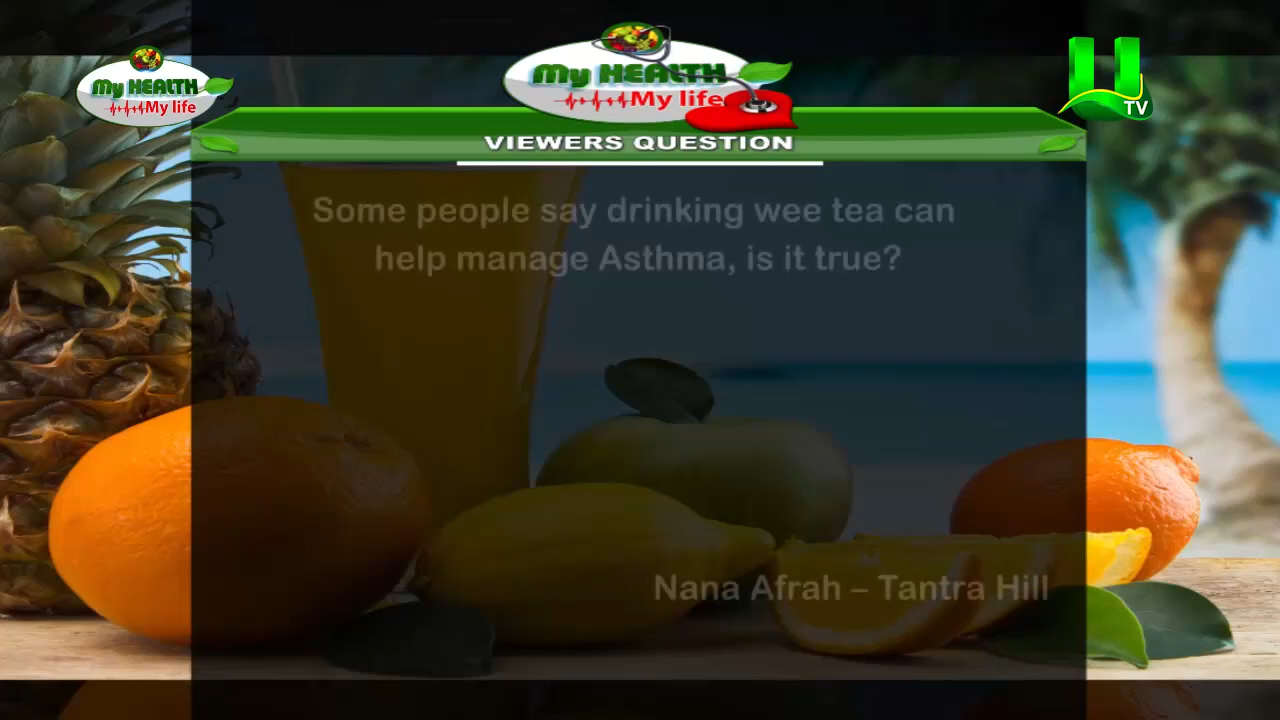 My HEALTH
My life
My HEALTH
My life
U
TV
VIEWERS QUESTION
Some people say drinking wee tea can
help manage Asthma, is it true?
Nana Afrah – Tantra Hill